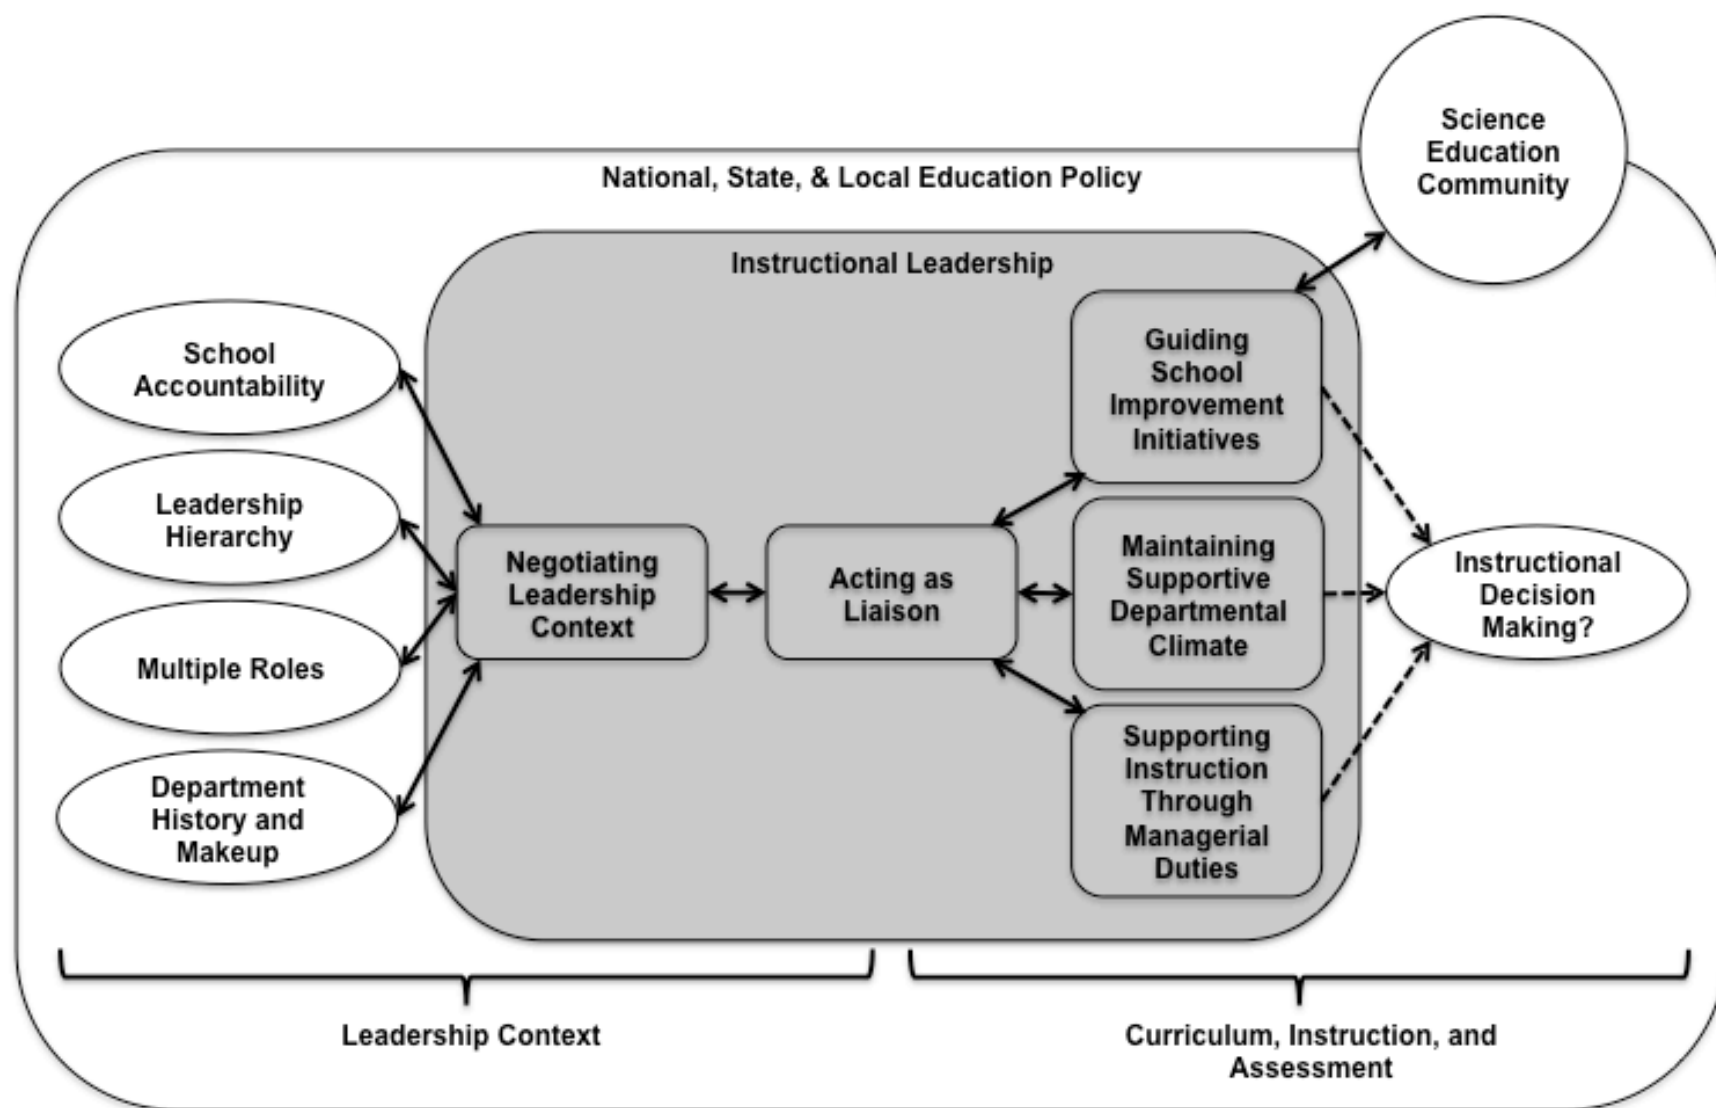 Science
Education
Community
National, State, & Local Education Policy
Instructional Leadership
School
Accountability
Leadership
Hierarchy
Multiple Roles
Department
History and
Makeup
Negotiating
Leadership
Context
Acting as
Liaison
Guiding
School
Improvement
Initiatives
Maintaining
Supportive
Departmental
Climate
Supporting
Instruction
Through
Managerial
Duties
Instructional
Decision
Making?
Leadership Context
Curriculum, Instruction, and
Assessment